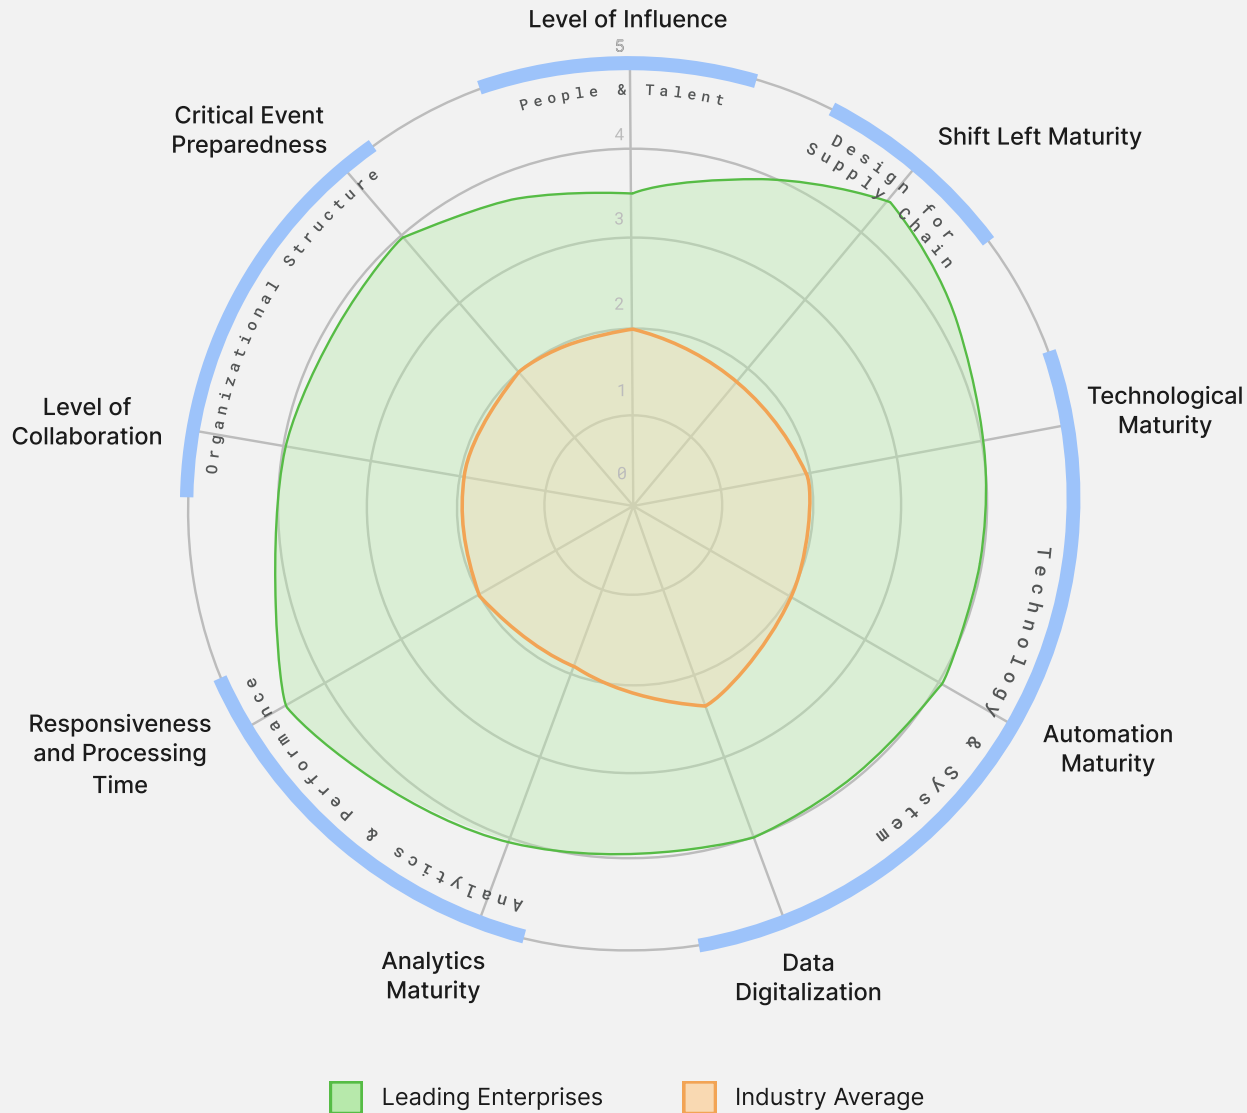 Level of Influence
5
People & Talent
4
3
2
1
0
Critical Event
Preparedness
Shift Left Maturity
Design for
Supply Chain
Organizational Structure
Level of
Collaboration
Technological
Maturity
Technology & System
Responsiveness
and Processing
Time
Automation
Maturity
Analytics & Performance
Analytics
Maturity
Data
Digitalization
Leading Enterprises
Industry Average